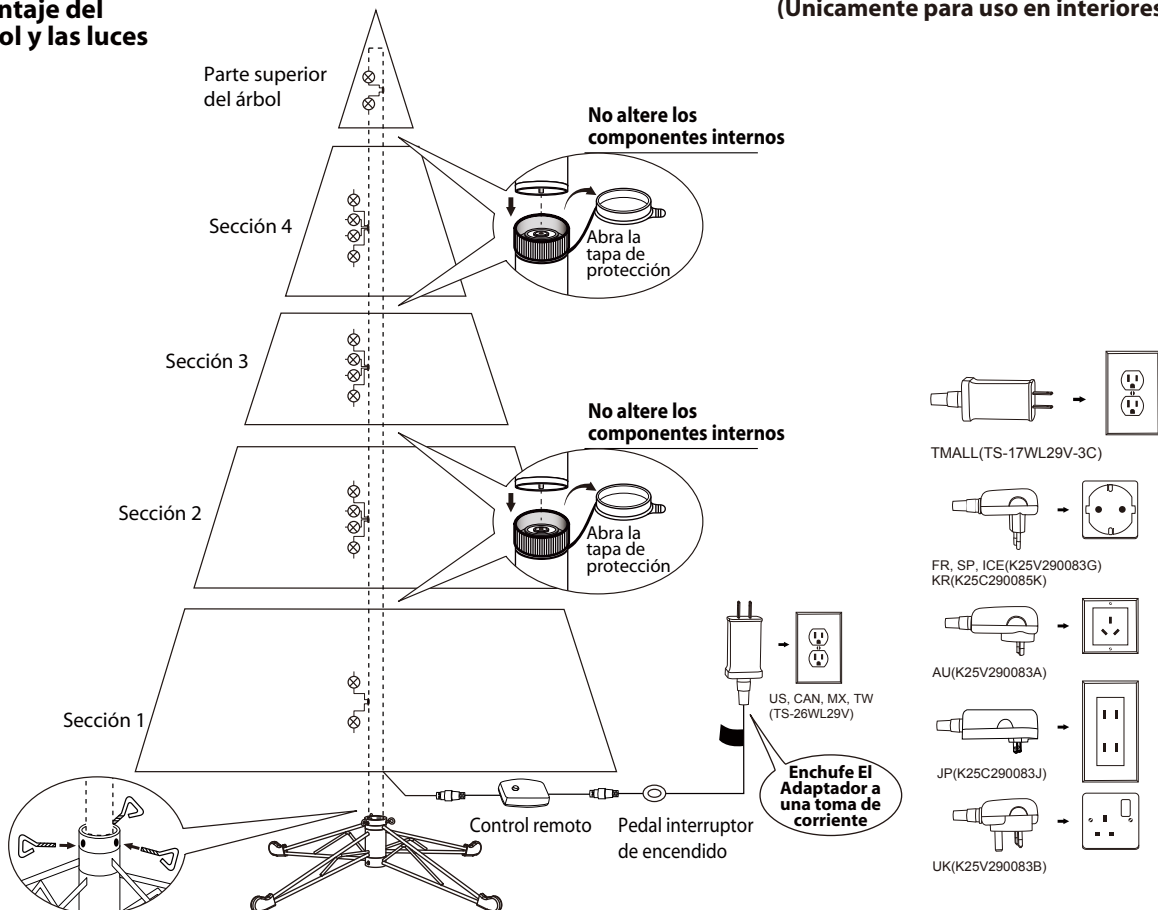 ntaje del
ol y las luces
(Unicamente para uso en interiores
Parte superior
del árbol
No altere los
componentes internos
Abra la
tapa de
protección
Sección 4
Sección 3
No altere los
componentes internos
Abra la
tapa de
protección
Sección 2
Sección 1
US, CAN, MX, TW
(TS-26WL29V)
Enchufe El
Adaptador a
una toma de
corriente
Control remoto
Pedal interruptor
de encendido
TMALL(TS-17WL29V-3C)
FR, SP, ICE(K25V290083G)
KR(K25C290085K)
AU(K25V290083A)
JP(K25C290083J)
UK(K25V290083B)